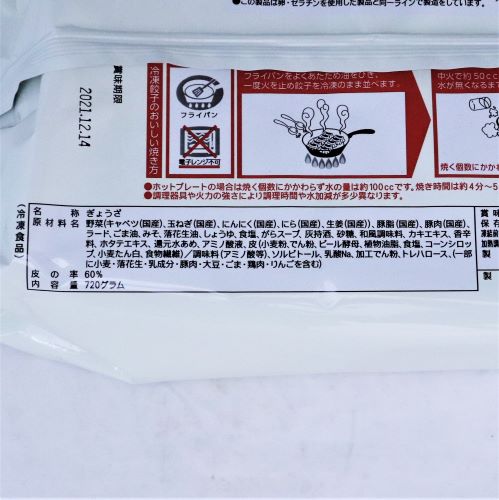 ●この製品は卵・ゼラチンを使用した製品と同一ラインで製造をしています。
賞味期限
2021.12.14
冷凍餃子のおいしい焼き方
フライパン
電子レンジ不可
フライパンをよくあたため油をひき、
一度火を止め餃子を冷凍のまま並べます。
中火で約50cc
水が無くなるまで
焼く個数にかか
●ホットプレートの場合は焼く個数にかかわらず水の量は約100ccです。焼き時間は約4〜5
●調理器具や火力の強さにより調理時間や水加減が多少異なります。
(冷凍食品)
名称 ぎょうざ
原材料名 野菜(キャベツ(国産)、玉ねぎ(国産)、にんにく(国産)、にら(国産)、生姜(国産))、豚脂(国産)、豚肉(国産)、
ラード、ごま油、みそ、落花生油、しょうゆ、食塩、がらスープ、灰持酒、砂糖、和風調味料、カキエキス、香辛
料、ホタテエキス、還元水あめ、アミノ酸液、皮(小麦粉、でん粉、ビール酵母、植物油脂、食塩、コーンシロッ
プ、小麦たん白、食物繊維)／調味料(アミノ酸等)、ソルビトール、乳酸Na、加工でん粉、トレハロース、(一部
に小麦・落花生・乳成分・豚肉・大豆・ごま・鶏肉・りんごを含む)
皮の率 60%
内容量 720グラム
賞味
保存
凍結前
加熱調
製
製